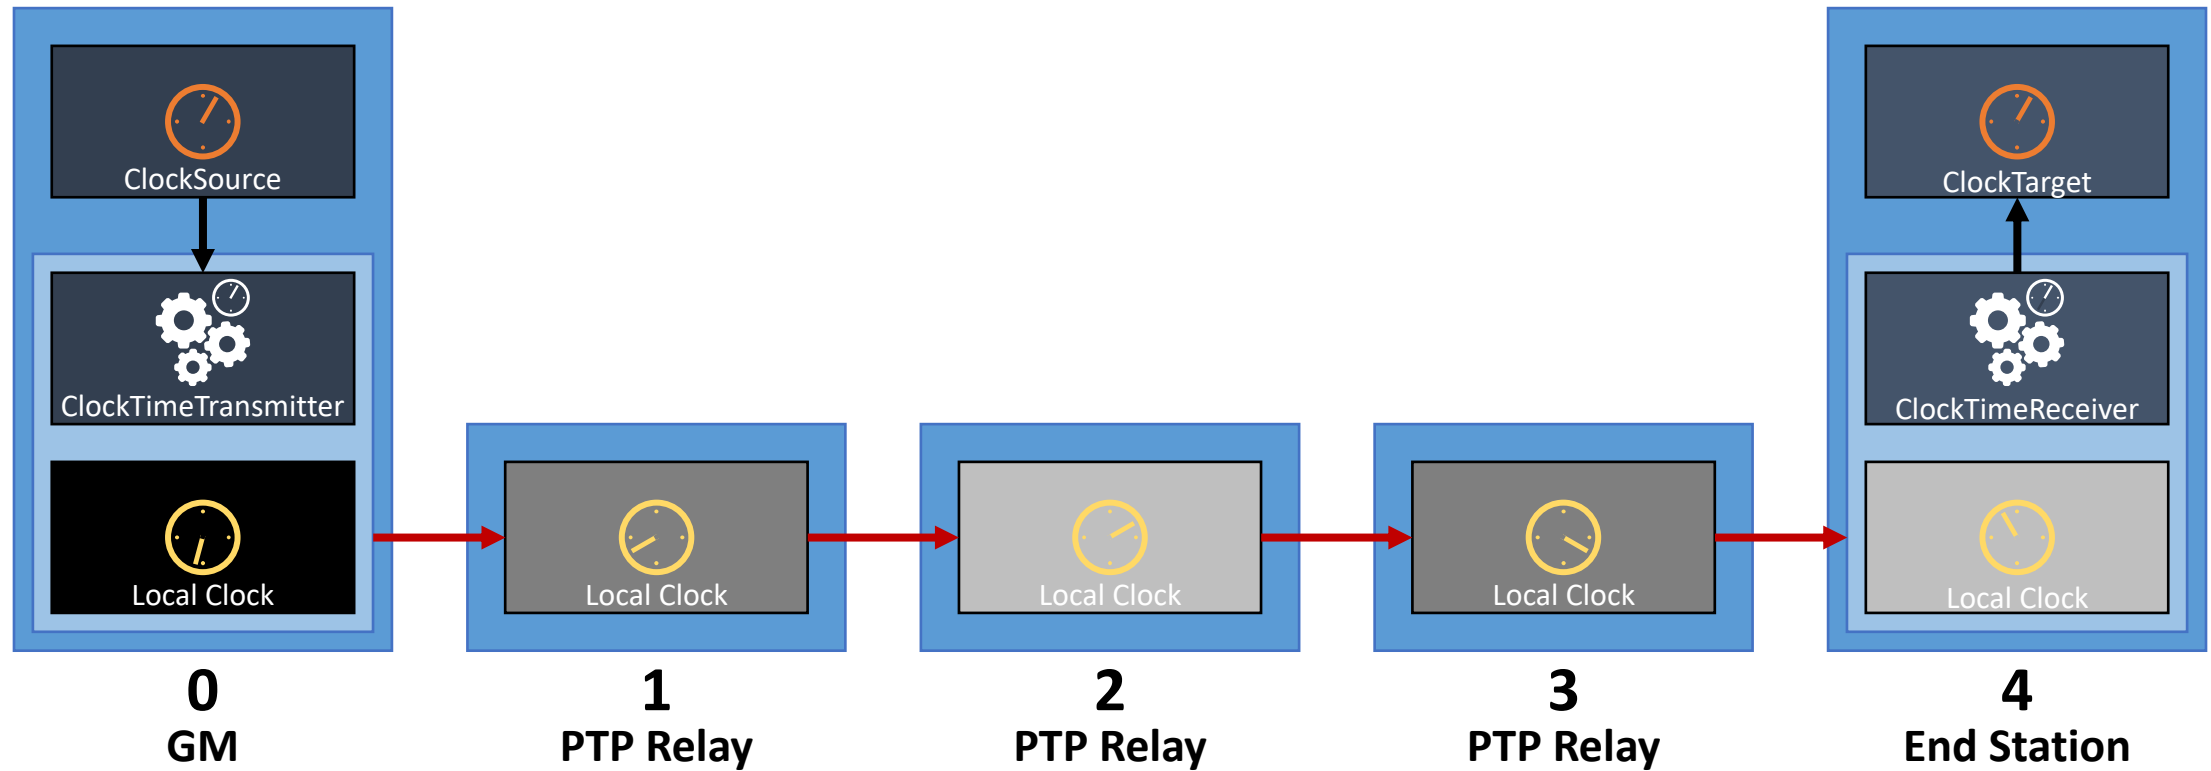 ClockSource
ClockTarget
ClockTimeTransmitter
ClockTimeReceiver
Local Clock
Local Clock
Local Clock
Local Clock
Local Clock
0
1
2
3
4
GM
PTP Relay
PTP Relay
PTP Relay
End Station